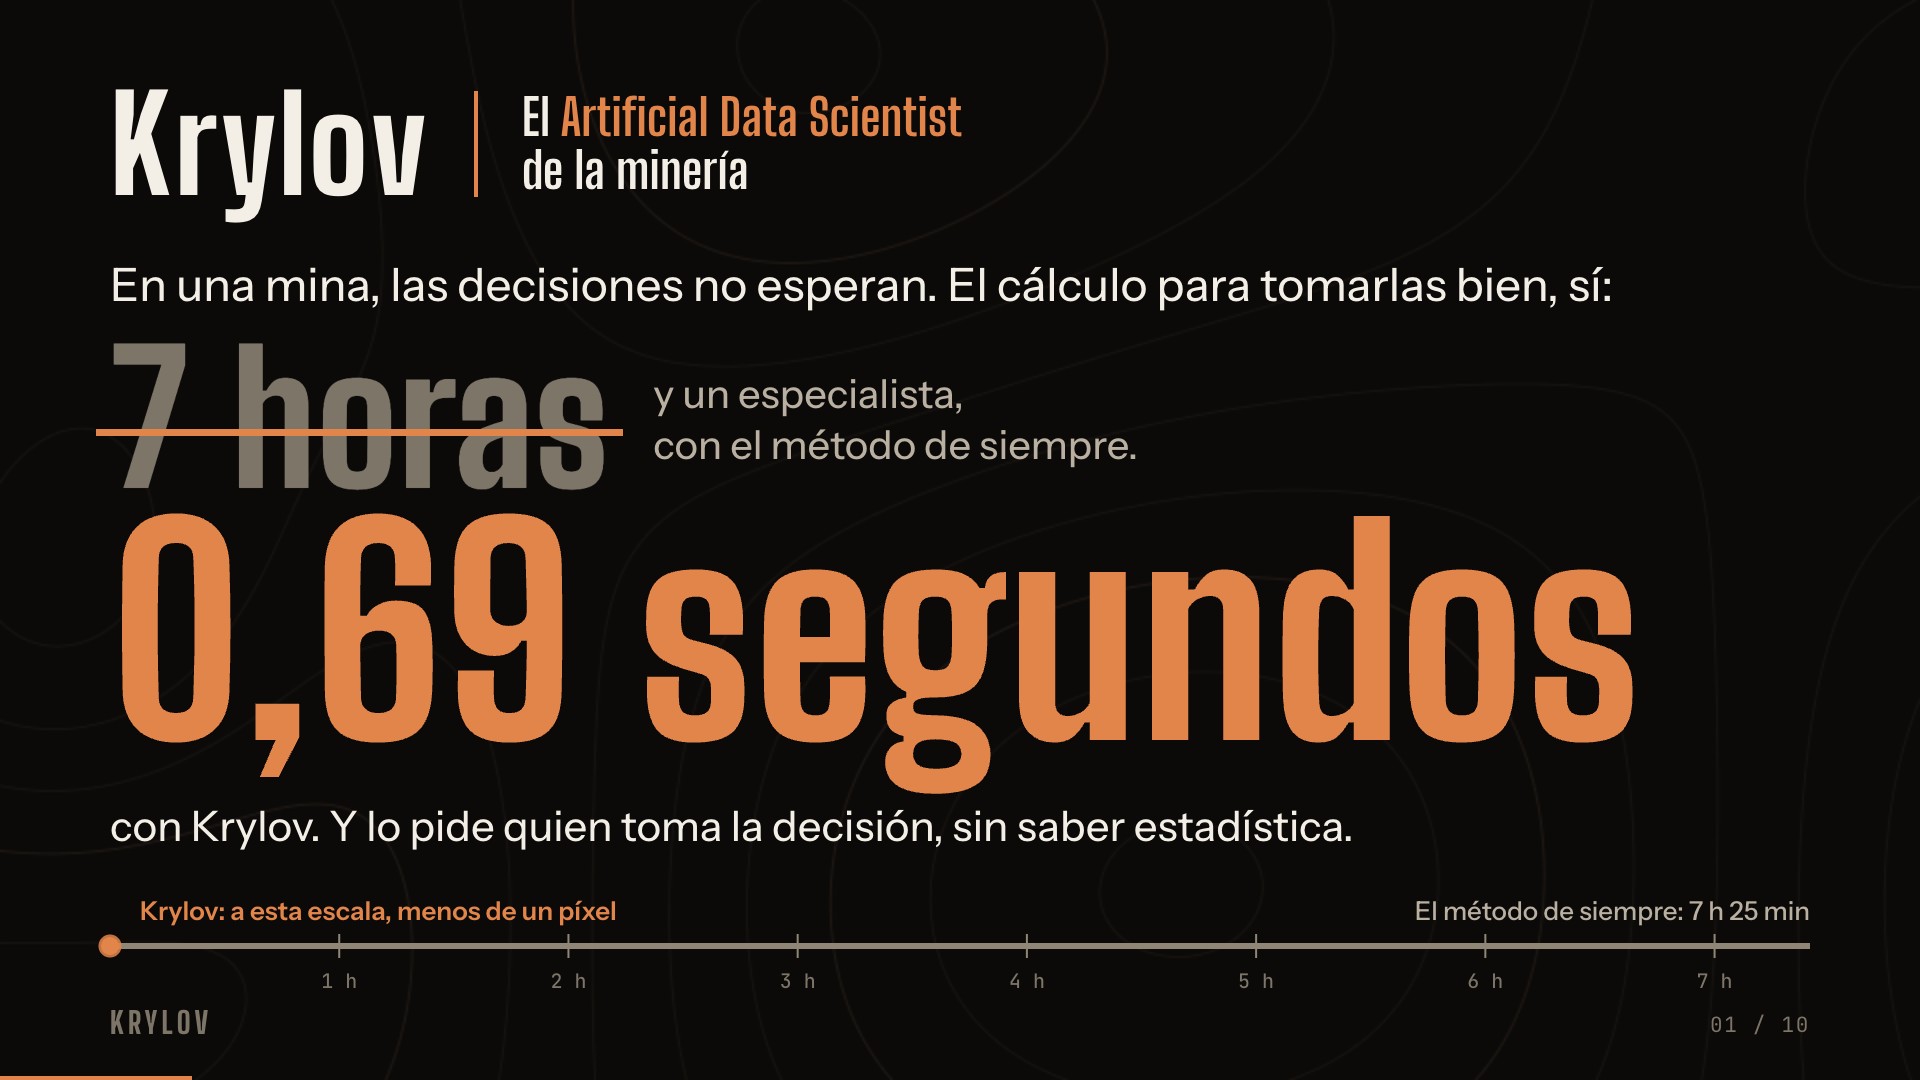 Krylov
El Artificial Data Scientist
de la minería
En una mina, las decisiones no esperan. El cálculo para tomarlas bien, sí:
7 horas
y un especialista,
con el método de siempre.
0,69 segundos
con Krylov. Y lo pide quien toma la decisión, sin saber estadística.
Krylov: a esta escala, menos de un píxel
El método de siempre: 7 h 25 min
1 h
2 h
3 h
4 h
5 h
6 h
7 h
KRYLOV
01 / 10